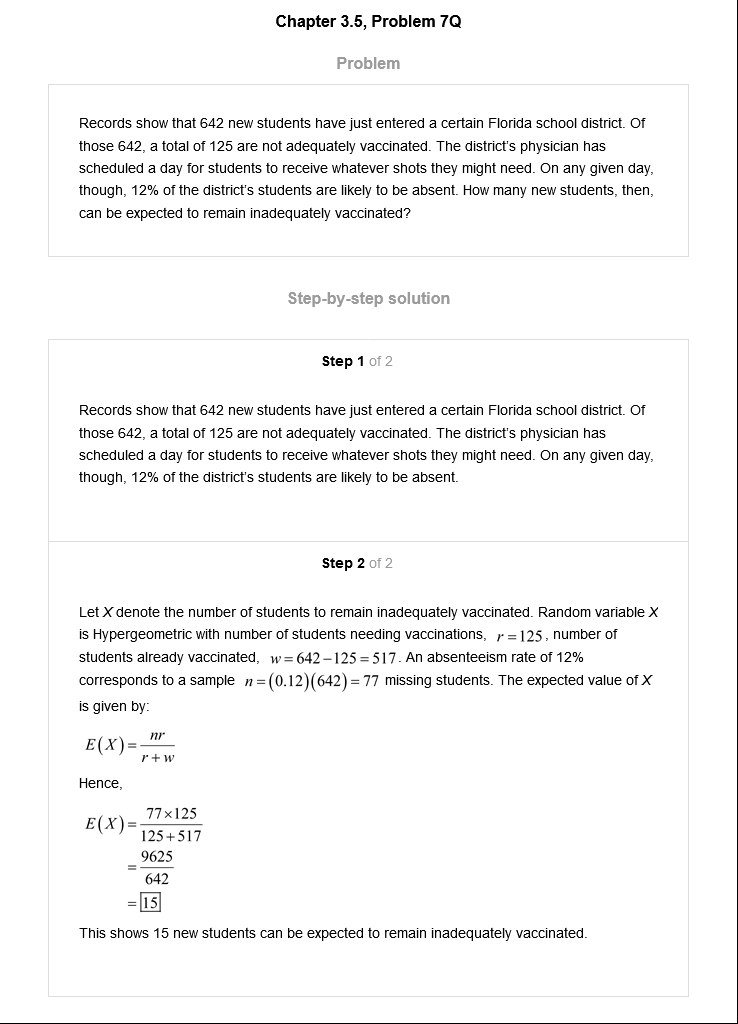 Chapter 3.5, Problem 7Q
Problem
Records show that 642 new students have just entered a certain Florida school district. Of
those 642, a total of 125 are not adequately vaccinated. The district's physician has
scheduled a day for students to receive whatever shots they might need. On any given day,
though, 12% of the district's students are likely to be absent. How many new students, then,
can be expected to remain inadequately vaccinated?
Step-by-step solution
Step 1 of 2
Records show that 642 new students have just entered a certain Florida school district. Of
those 642, a total of 125 are not adequately vaccinated. The district's physician has
scheduled a day for students to receive whatever shots they might need. On any given day,
though, 12% of the district's students are likely to be absent.
Step 2 of 2
Let X denote the number of students to remain inadequately vaccinated. Random variable X
is Hypergeometric with number of students needing vaccinations, r = 125, number of
students already vaccinated, w = 642 − 125 = 517. An absenteeism rate of 12%
corresponds to a sample n = (0.12)(642) = 77 missing students. The expected value of X
is given by:
E(X) = nr / r + w
Hence,
E(X) = 77×125 / 125+517
= 9625 / 642
= 15
This shows 15 new students can be expected to remain inadequately vaccinated.